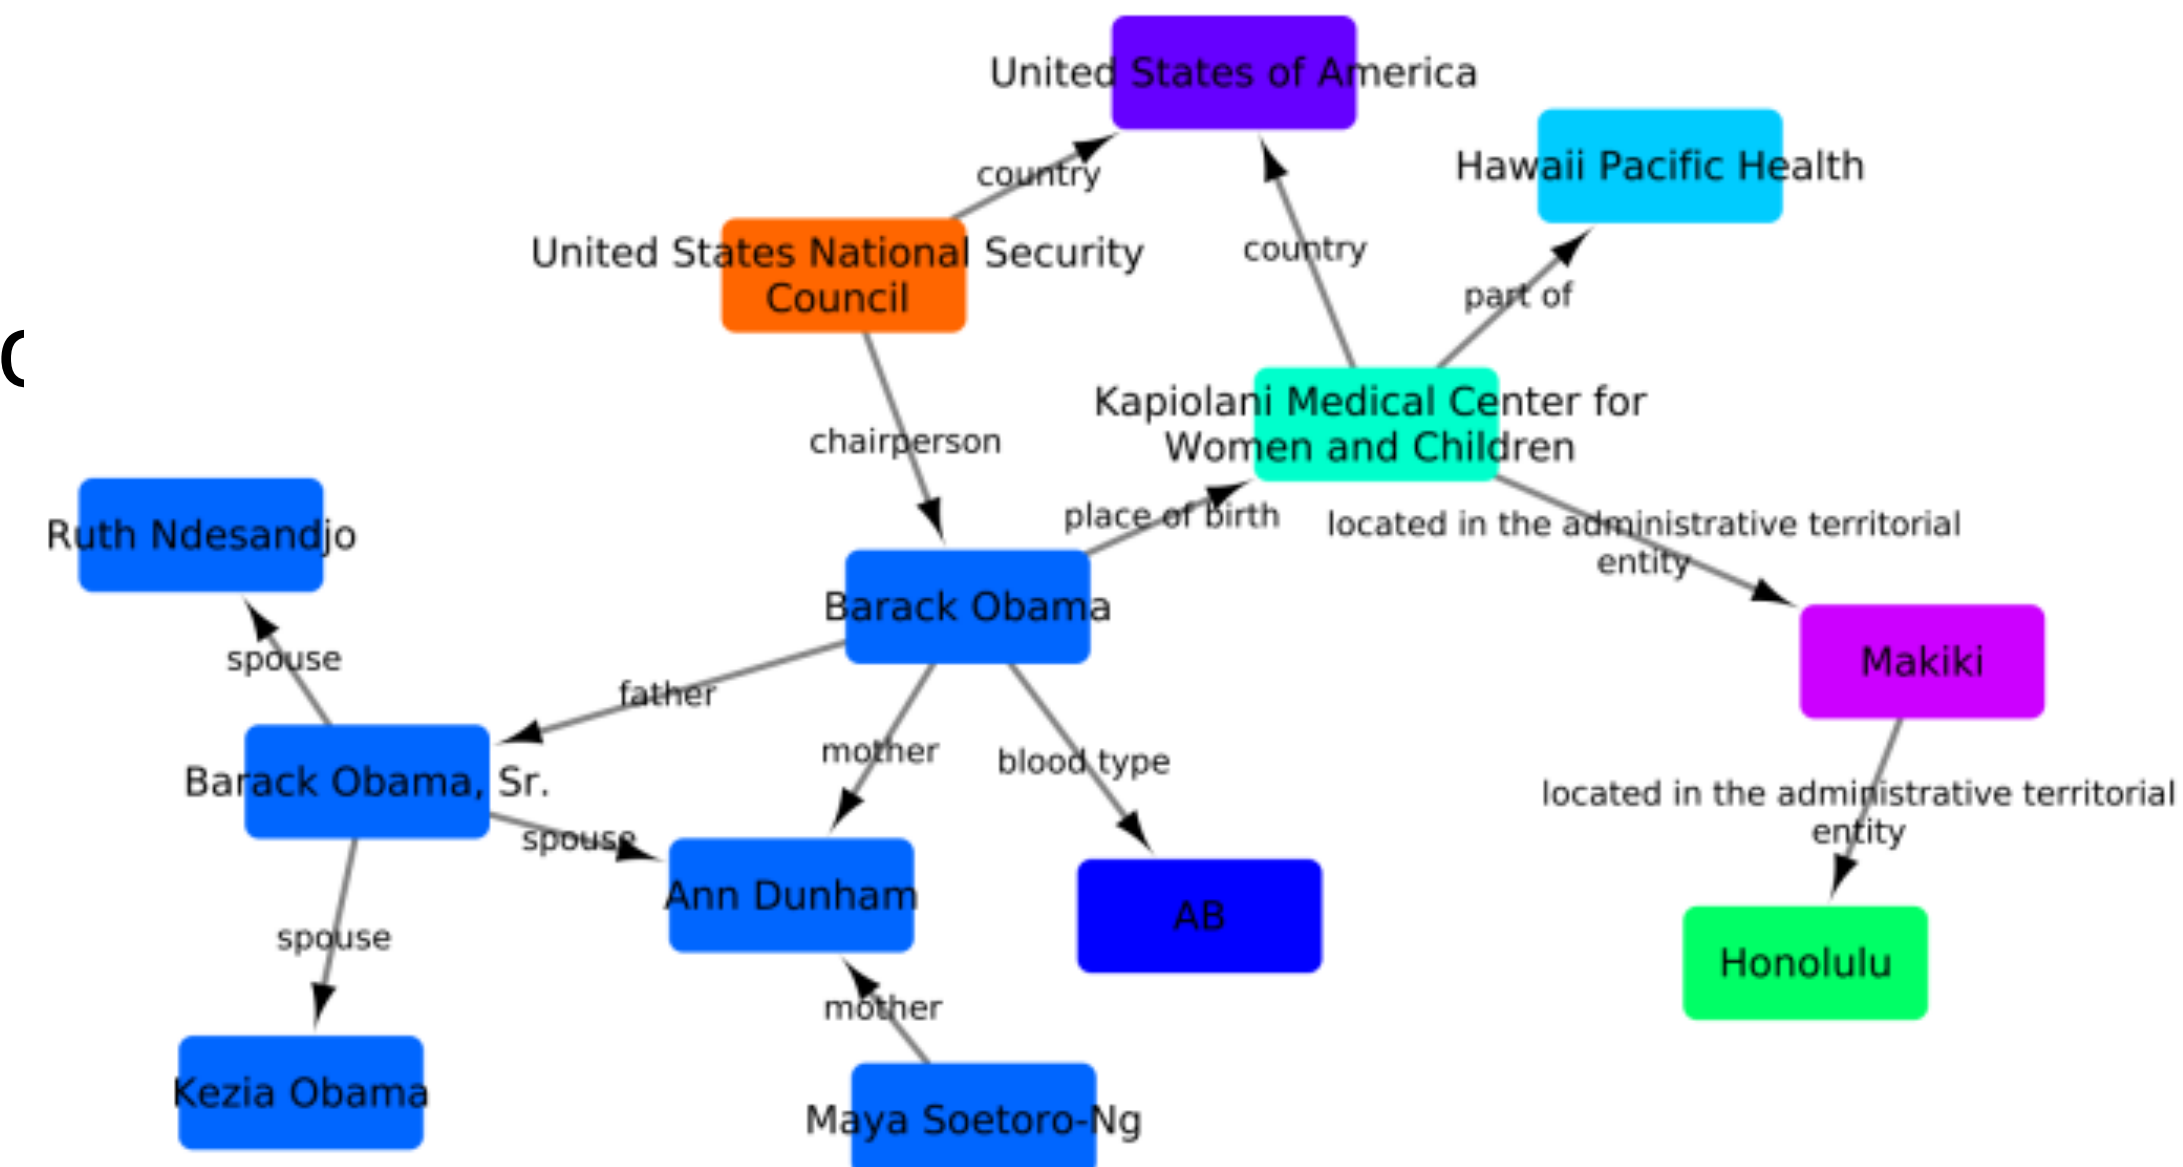 United States of America
Hawaii Pacific Health
country
United States National Security
Council
country
part of
Kapiolani Medical Center for
Women and Children
chairperson
place of birth
located in the administrative territorial
entity
Ruth Ndesandjo
Barack Obama
spouse
father
Makiki
mother
blood type
Barack Obama, Sr.
located in the administrative territorial
entity
spouse
Ann Dunham
AB
spouse
Honolulu
mother
Kezia Obama
Maya Soetoro-Ng